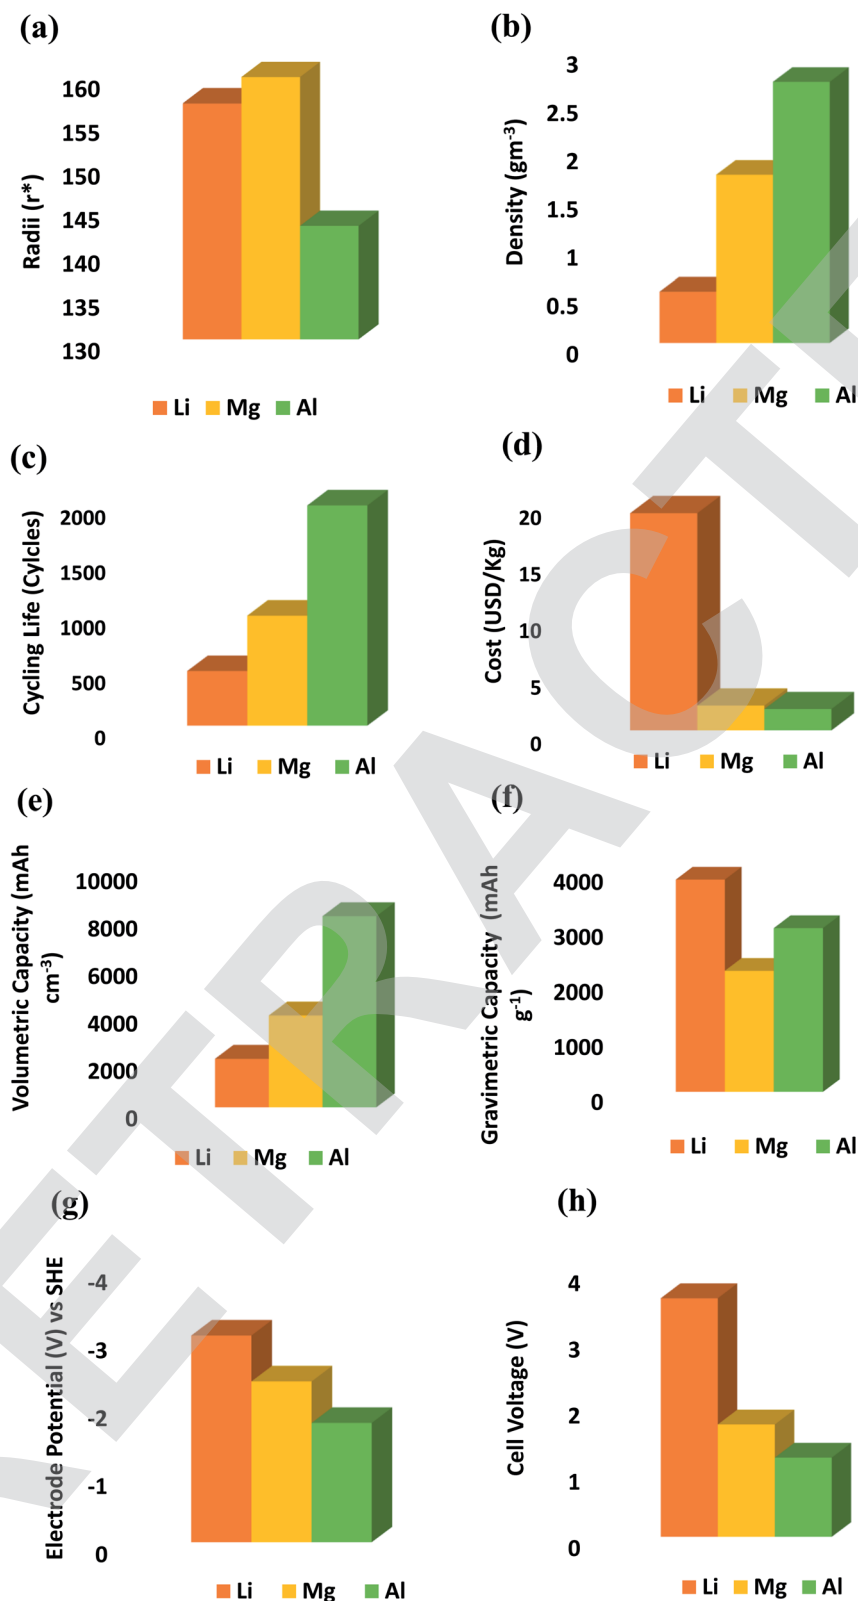 (a)
Radii (r*)
160
155
150
145
140
135
130
Li Mg Al
(b)
Density (gm-3)
3
2.5
2
1.5
1
0.5
0
Li Mg Al
(c)
Cycling Life (Cylcles)
2000
1500
1000
500
0
Li Mg Al
(d)
Cost (USD/Kg)
20
15
10
5
0
Li Mg Al
(e)
Volumetric Capacity (mAh
cm-3)
10000
8000
6000
4000
2000
0
Li Mg Al
(f)
Gravimetric Capacity (mAh
g-1)
4000
3000
2000
1000
0
Li Mg Al
(g)
Electrode Potential (V) vs SHE
-4
-3
-2
-1
0
Li Mg Al
(h)
Cell Voltage (V)
4
3
2
1
0
Li Mg Al
RETRACTE